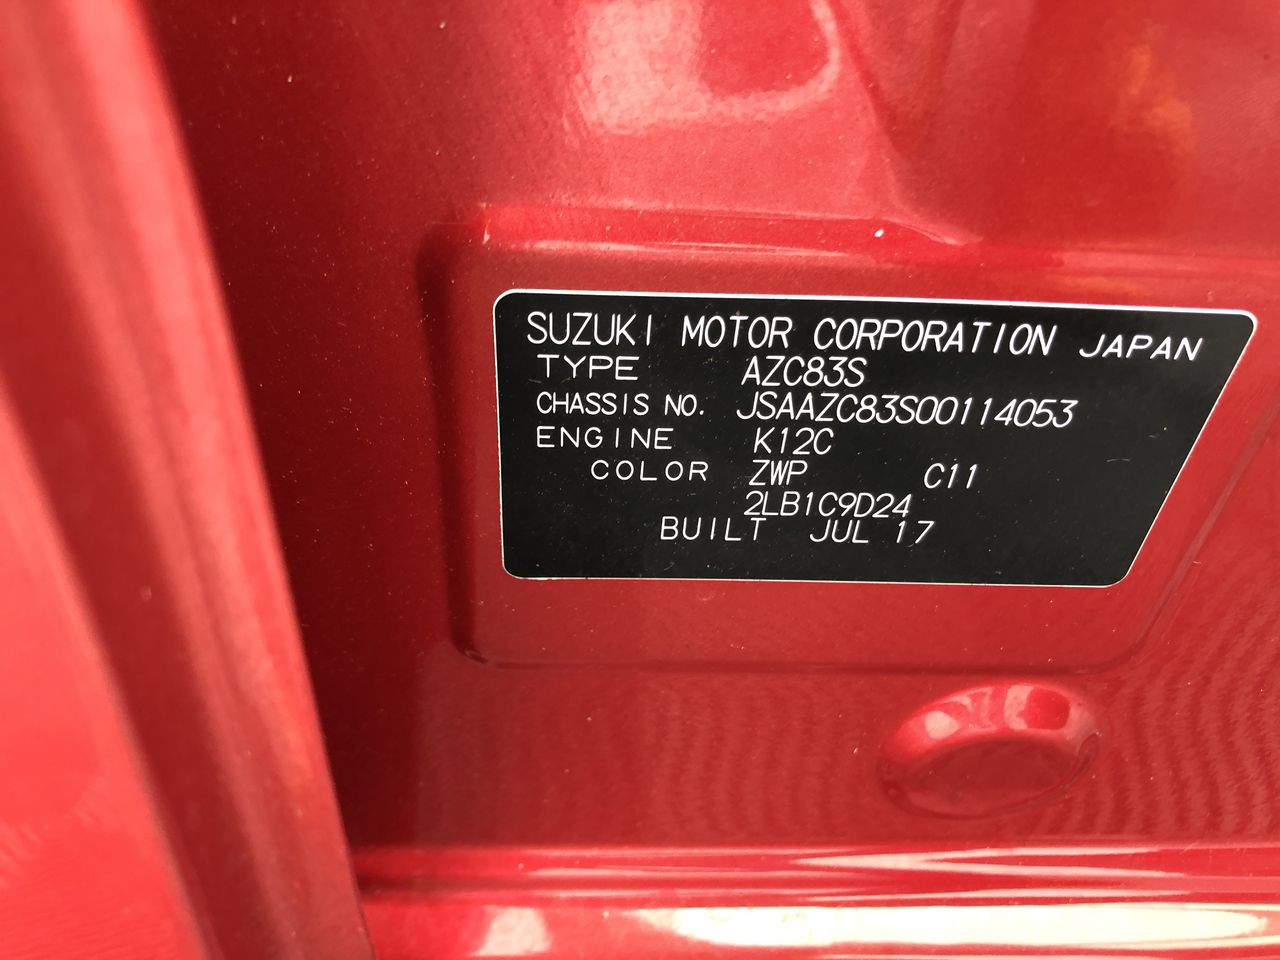 SUZUKI MOTOR CORPORATION JAPAN
TYPE AZC83S
CHASSIS NO. JSAAZC83S00114053
ENGINE K12C
COLOR ZWP C11
2LB1C9D24
BUILT JUL 17